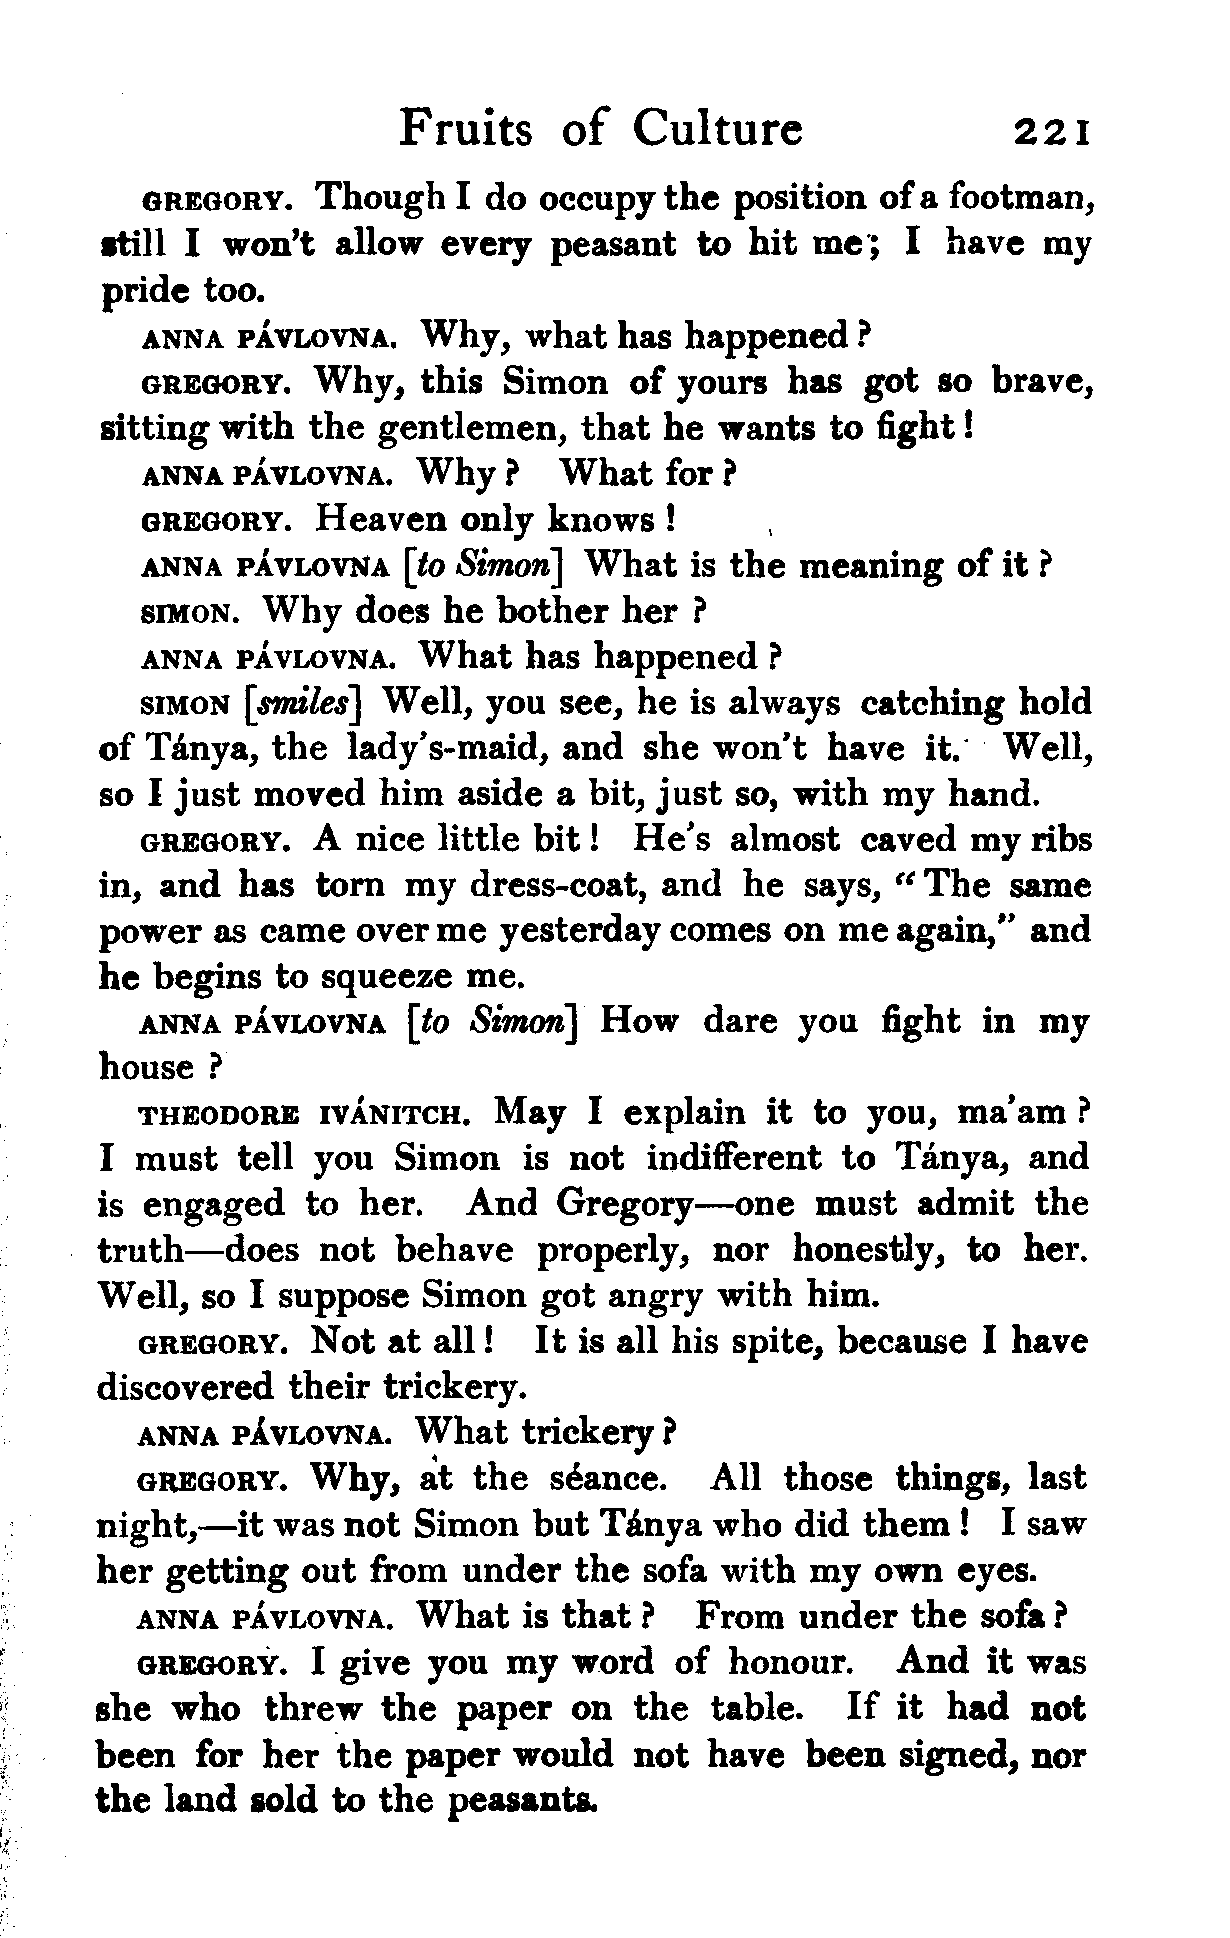 Fruits of Culture 221
GREGORY. Though I do occupy the position of a footman,
still I won't allow every peasant to hit me; I have my
pride too.
ANNA PÁVLOVNA. Why, what has happened?
GREGORY. Why, this Simon of yours has got so brave,
sitting with the gentlemen, that he wants to fight!
ANNA PÁVLOVNA. Why? What for?
GREGORY. Heaven only knows!
ANNA PÁVLOVNA [to Simon] What is the meaning of it?
SIMON. Why does he bother her?
ANNA PÁVLOVNA. What has happened?
SIMON [smiles] Well, you see, he is always catching hold
of Tánya, the lady's-maid, and she won't have it. Well,
so I just moved him aside a bit, just so, with my hand.
GREGORY. A nice little bit! He's almost caved my ribs
in, and has torn my dress-coat, and he says, "The same
power as came over me yesterday comes on me again," and
he begins to squeeze me.
ANNA PÁVLOVNA [to Simon] How dare you fight in my
house?
THEODORE IVÁNITCH. May I explain it to you, ma'am?
I must tell you Simon is not indifferent to Tánya, and
is engaged to her. And Gregory—one must admit the
truth—does not behave properly, nor honestly, to her.
Well, so I suppose Simon got angry with him.
GREGORY. Not at all! It is all his spite, because I have
discovered their trickery.
ANNA PÁVLOVNA. What trickery?
GREGORY. Why, at the séance. All those things, last
night,—it was not Simon but Tánya who did them! I saw
her getting out from under the sofa with my own eyes.
ANNA PÁVLOVNA. What is that? From under the sofa?
GREGORY. I give you my word of honour. And it was
she who threw the paper on the table. If it had not
been for her the paper would not have been signed, nor
the land sold to the peasants.